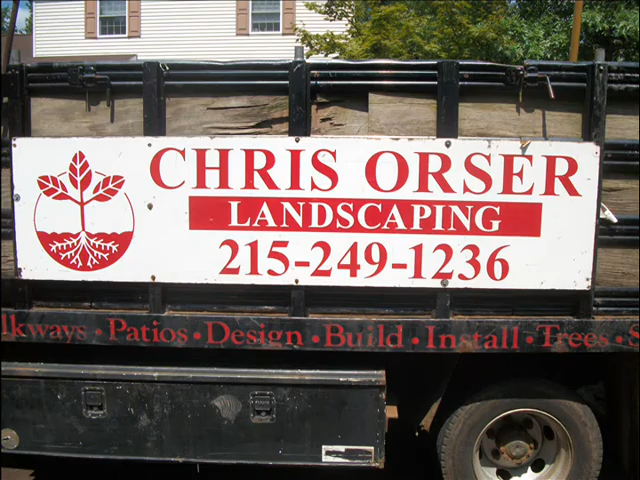 CHRIS ORSER
LANDSCAPING
215-249-1236
lkways • Patios • Design • Build • Install • Trees • S